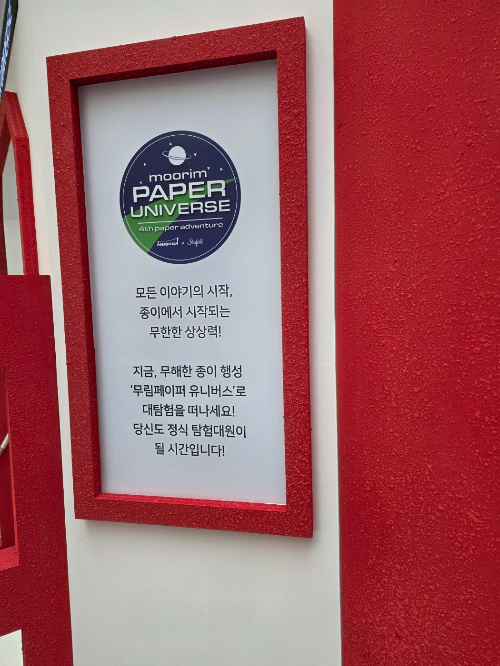 moorim
PAPER
UNIVERSE
4th paper adventure
모든 이야기의 시작,
종이에서 시작되는
무한한 상상력!
지금, 무해한 종이 행성
'무림페이퍼 유니버스'로
대탐험을 떠나세요!
당신도 정식 탐험대원이
될 시간입니다!